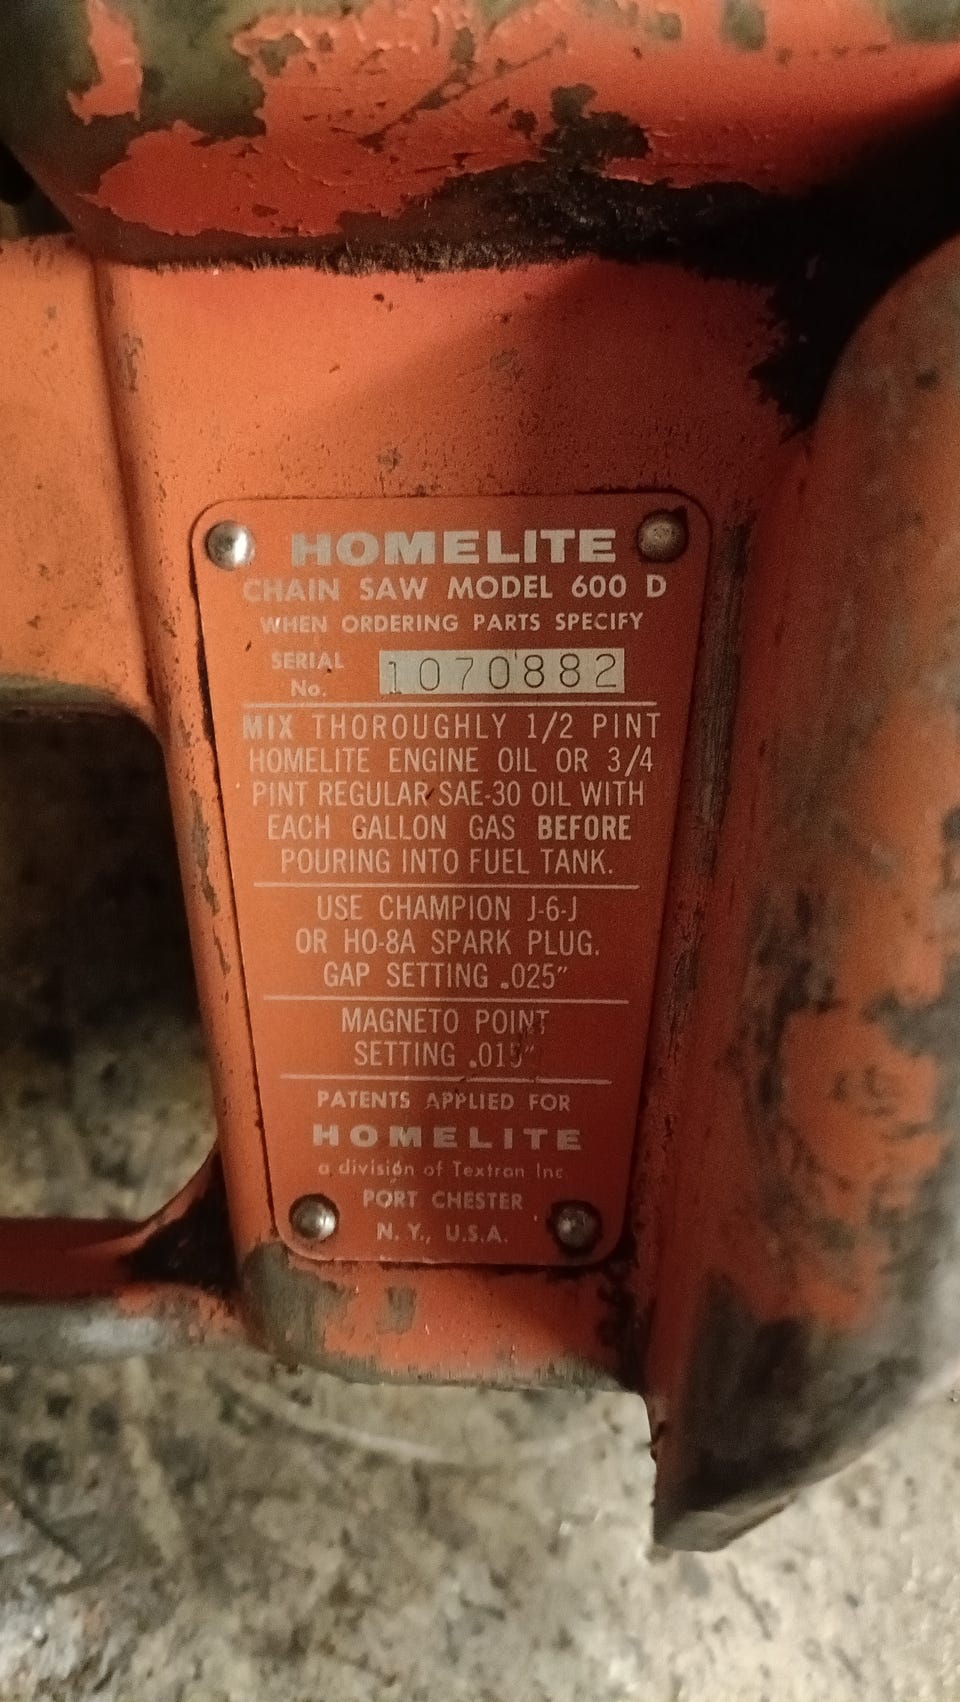 HOMELITE
CHAIN SAW MODEL 600 D
WHEN ORDERING PARTS SPECIFY
SERIAL No. 1070882
MIX THOROUGHLY 1/2 PINT
HOMELITE ENGINE OIL OR 3/4
PINT REGULAR SAE-30 OIL WITH
EACH GALLON GAS BEFORE
POURING INTO FUEL TANK.
USE CHAMPION J-6-J
OR HO-8A SPARK PLUG.
GAP SETTING .025"
MAGNETO POINT
SETTING .015"
PATENTS APPLIED FOR
HOMELITE
a division of Textron Inc
PORT CHESTER
N. Y., U.S.A.